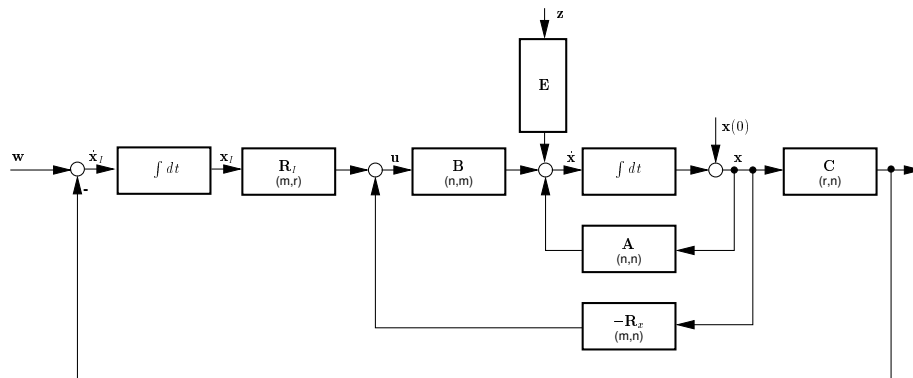 z
E
x(0)
w
ẋ_I
∫ dt
x_I
R_I
(m,r)
u
B
(n,m)
ẋ
∫ dt
x
C
(r,n)
-
A
(n,n)
−R_x
(m,n)